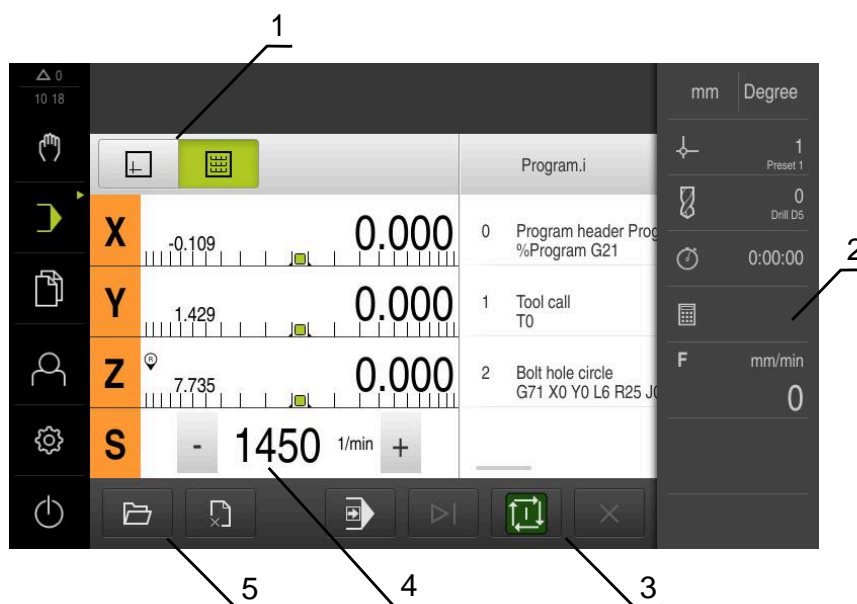 1
0
10 18
mm Degree
1
Preset 1
Program.i
0
Drill D5
X -0.109 0.000
0 Program header Prog
%Program G21
0:00:00
2
Y 1.429 0.000
1 Tool call
T0
F mm/min
0
Z R 7.735 0.000
2 Bolt hole circle
G71 X0 Y0 L6 R25 J0
S - 1450 1/min +
5 4 3